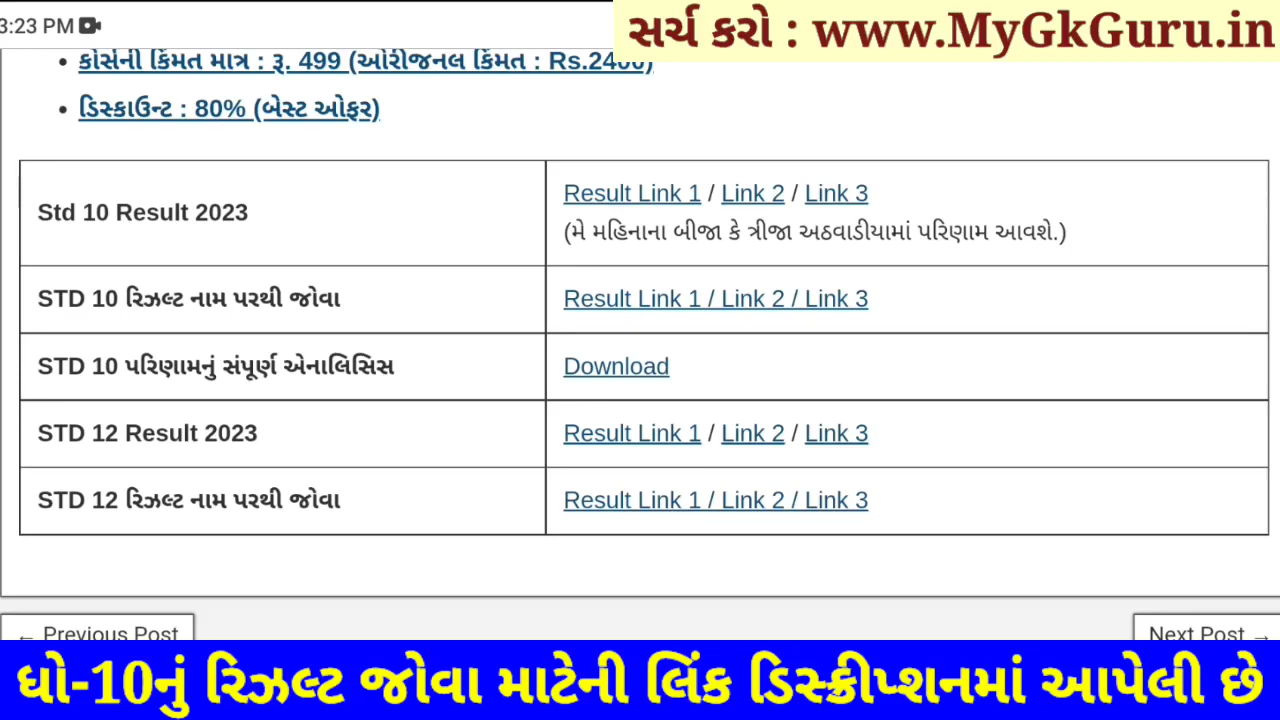 3:23 PM
સર્ચ કરો : www.MyGkGuru.in
• કોર્સની કિંમત માત્ર : રૂ. 499 (ઓરીજનલ કિંમત : Rs.2400)
• ડિસ્કાઉન્ટ : 80% (બેસ્ટ ઓફર)
Std 10 Result 2023
Result Link 1 / Link 2 / Link 3
(મે મહિનાના બીજા કે ત્રીજા અઠવાડીયામાં પરિણામ આવશે.)
STD 10 રિઝલ્ટ નામ પરથી જોવા
Result Link 1 / Link 2 / Link 3
STD 10 પરિણામનું સંપૂર્ણ એનાલિસિસ
Download
STD 12 Result 2023
Result Link 1 / Link 2 / Link 3
STD 12 રિઝલ્ટ નામ પરથી જોવા
Result Link 1 / Link 2 / Link 3
← Previous Post
Next Post →
ધો-10નું રિઝલ્ટ જોવા માટેની લિંક ડિસ્ક્રીપ્શનમાં આપેલી છે